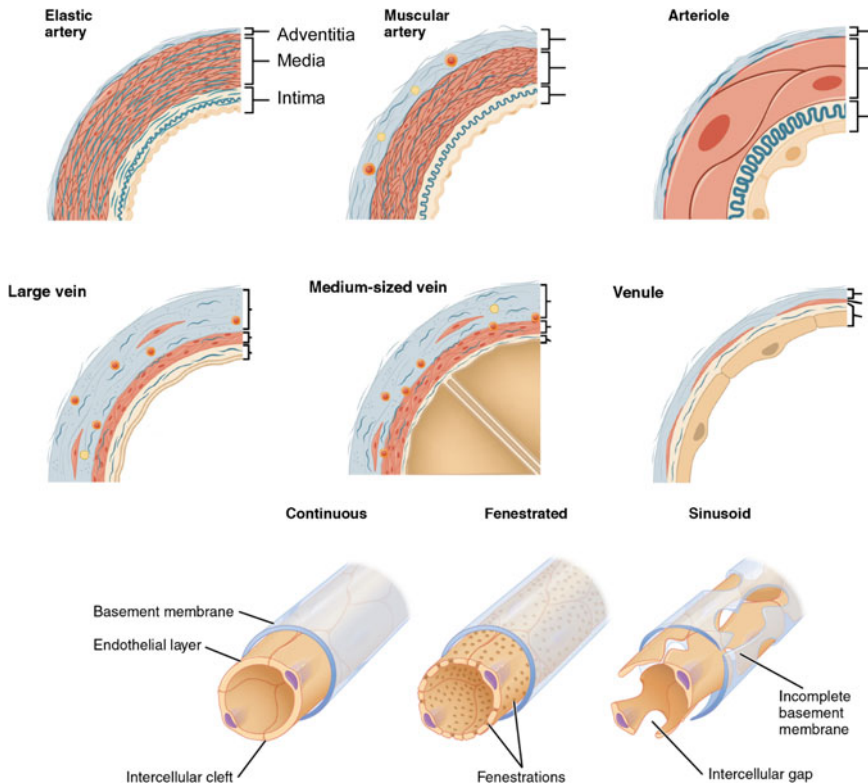 Elastic
artery
Adventitia
Media
Intima
Muscular
artery
Arteriole
Large vein
Medium-sized vein
Venule
Continuous
Fenestrated
Sinusoid
Basement membrane
Endothelial layer
Intercellular cleft
Fenestrations
Incomplete
basement
membrane
Intercellular gap